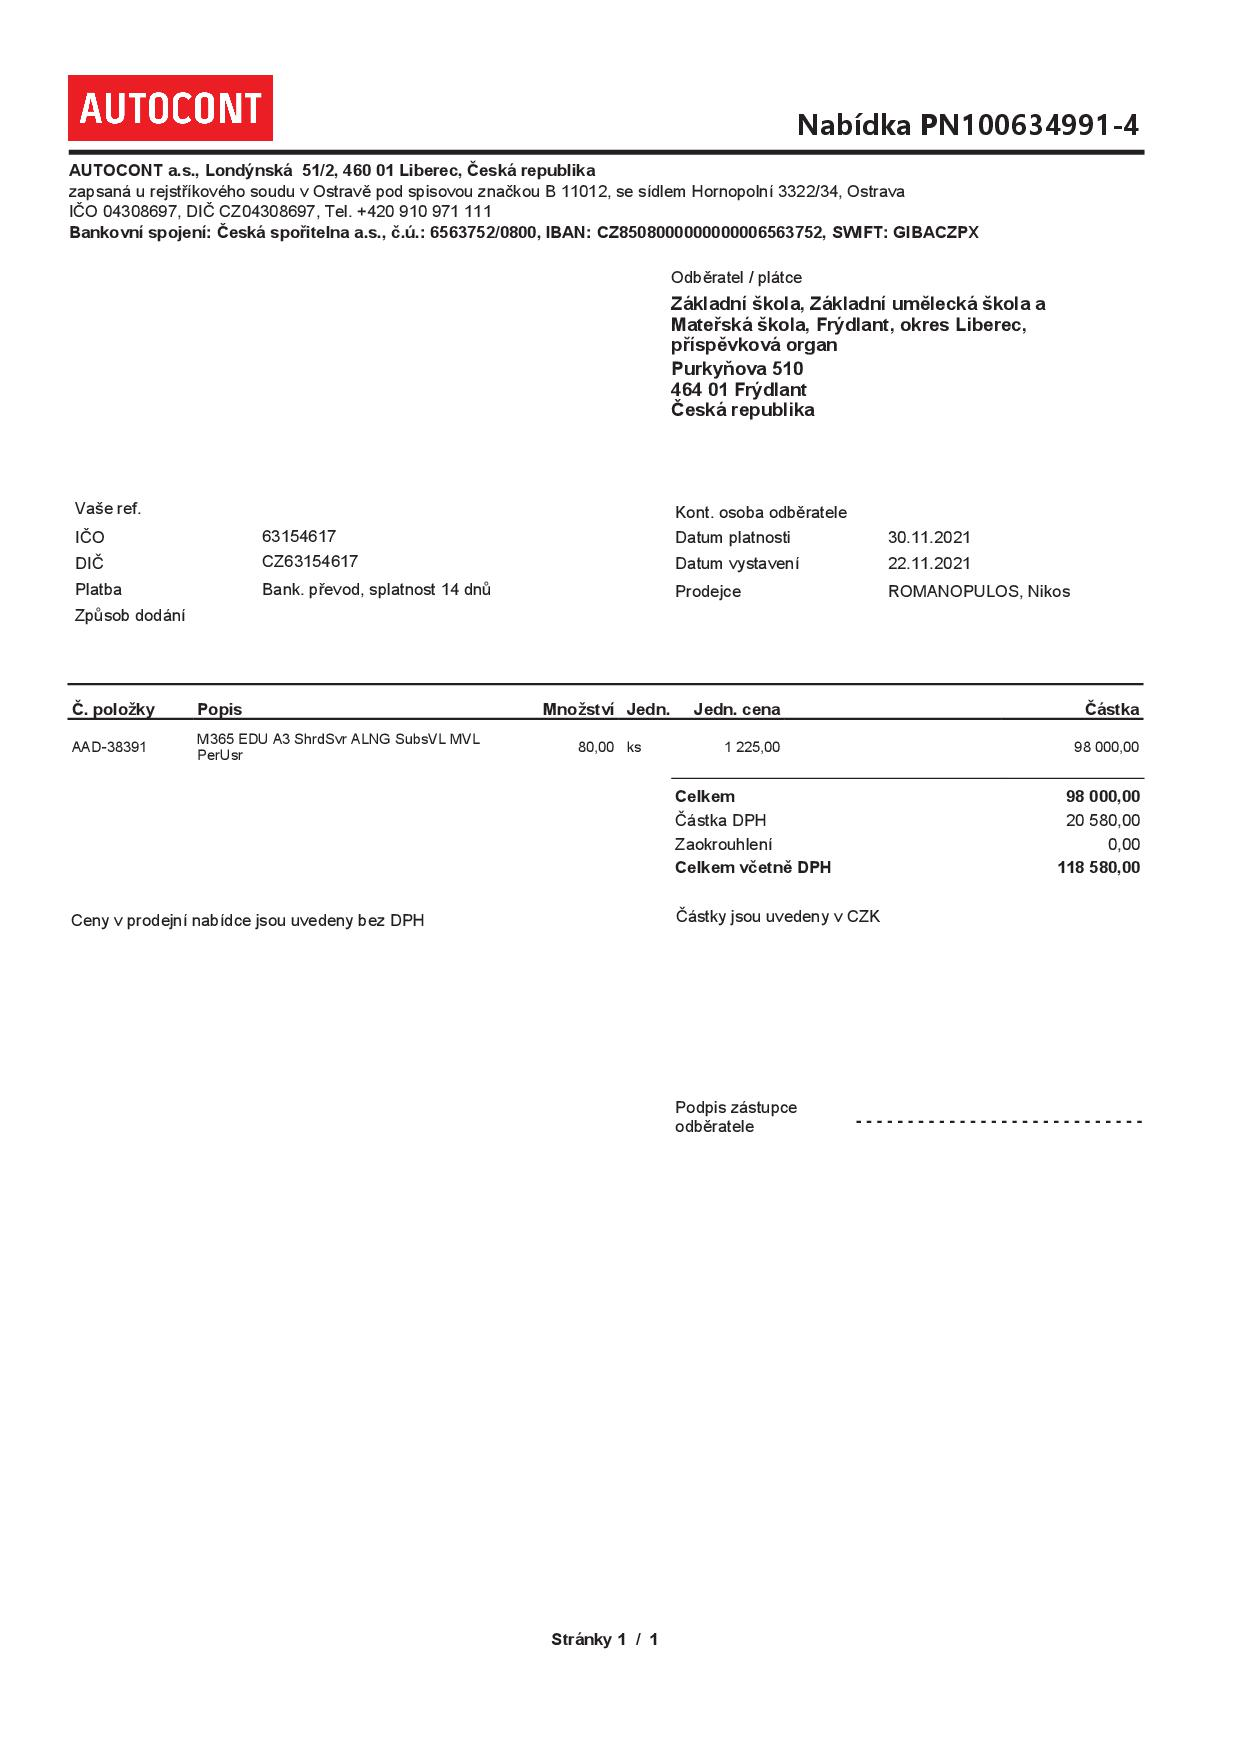 AUTOCONT
Nabídka PN100634991-4
AUTOCONT a.s., Londýnská 51/2, 460 01 Liberec, Česká republika
zapsaná u rejstříkového soudu v Ostravě pod spisovou značkou B 11012, se sídlem Hornopolní 3322/34, Ostrava
IČO 04308697, DIČ CZ04308697, Tel. +420 910 971 111
Bankovní spojení: Česká spořitelna a.s., č.ú.: 6563752/0800, IBAN: CZ8508000000000006563752, SWIFT: GIBACZPX
Odběratel / plátce
Základní škola, Základní umělecká škola a
Mateřská škola, Frýdlant, okres Liberec,
příspěvková organ
Purkyňova 510
464 01 Frýdlant
Česká republika
Vaše ref.
IČO 63154617
DIČ CZ63154617
Platba Bank. převod, splatnost 14 dnů
Způsob dodání
Kont. osoba odběratele
Datum platnosti 30.11.2021
Datum vystavení 22.11.2021
Prodejce ROMANOPULOS, Nikos
Č. položky Popis Množství Jedn. Jedn. cena Částka
AAD-38391 M365 EDU A3 ShrdSvr ALNG SubsVL MVL 80,00 ks 1 225,00 98 000,00
PerUsr
Celkem 98 000,00
Částka DPH 20 580,00
Zaokrouhlení 0,00
Celkem včetně DPH 118 580,00
Ceny v prodejní nabídce jsou uvedeny bez DPH
Částky jsou uvedeny v CZK
Podpis zástupce
odběratele
Stránky 1 / 1